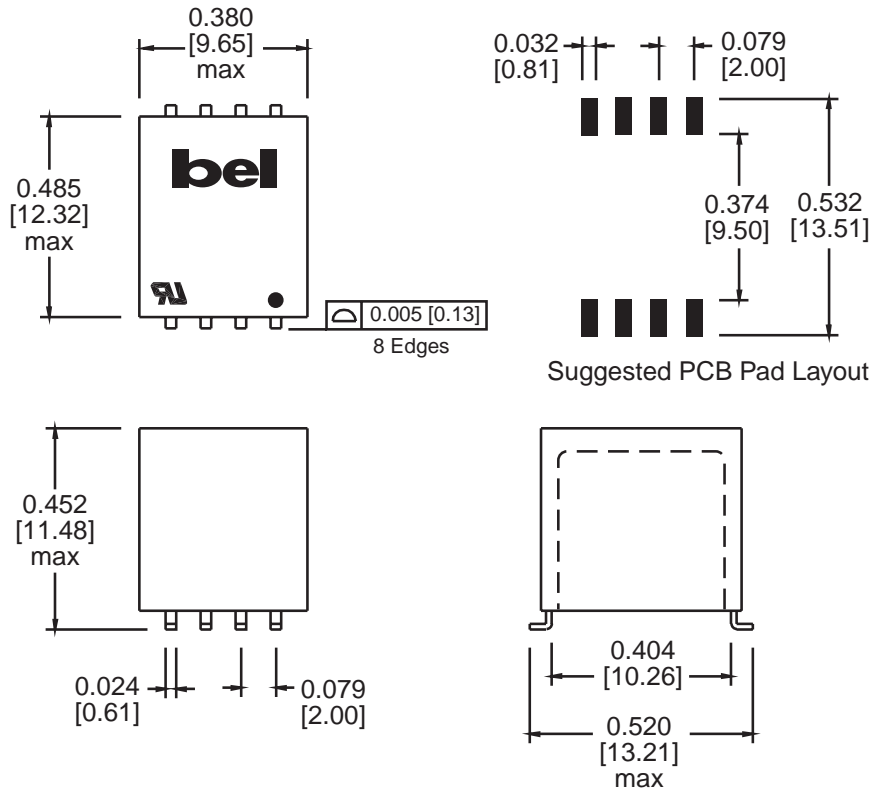 0.380
[9.65]
max
0.485
[12.32]
max
bel
RU
0.005 [0.13]
8 Edges
0.032
[0.81]
0.079
[2.00]
0.374
[9.50]
0.532
[13.51]
Suggested PCB Pad Layout
0.452
[11.48]
max
0.024
[0.61]
0.079
[2.00]
0.404
[10.26]
0.520
[13.21]
max